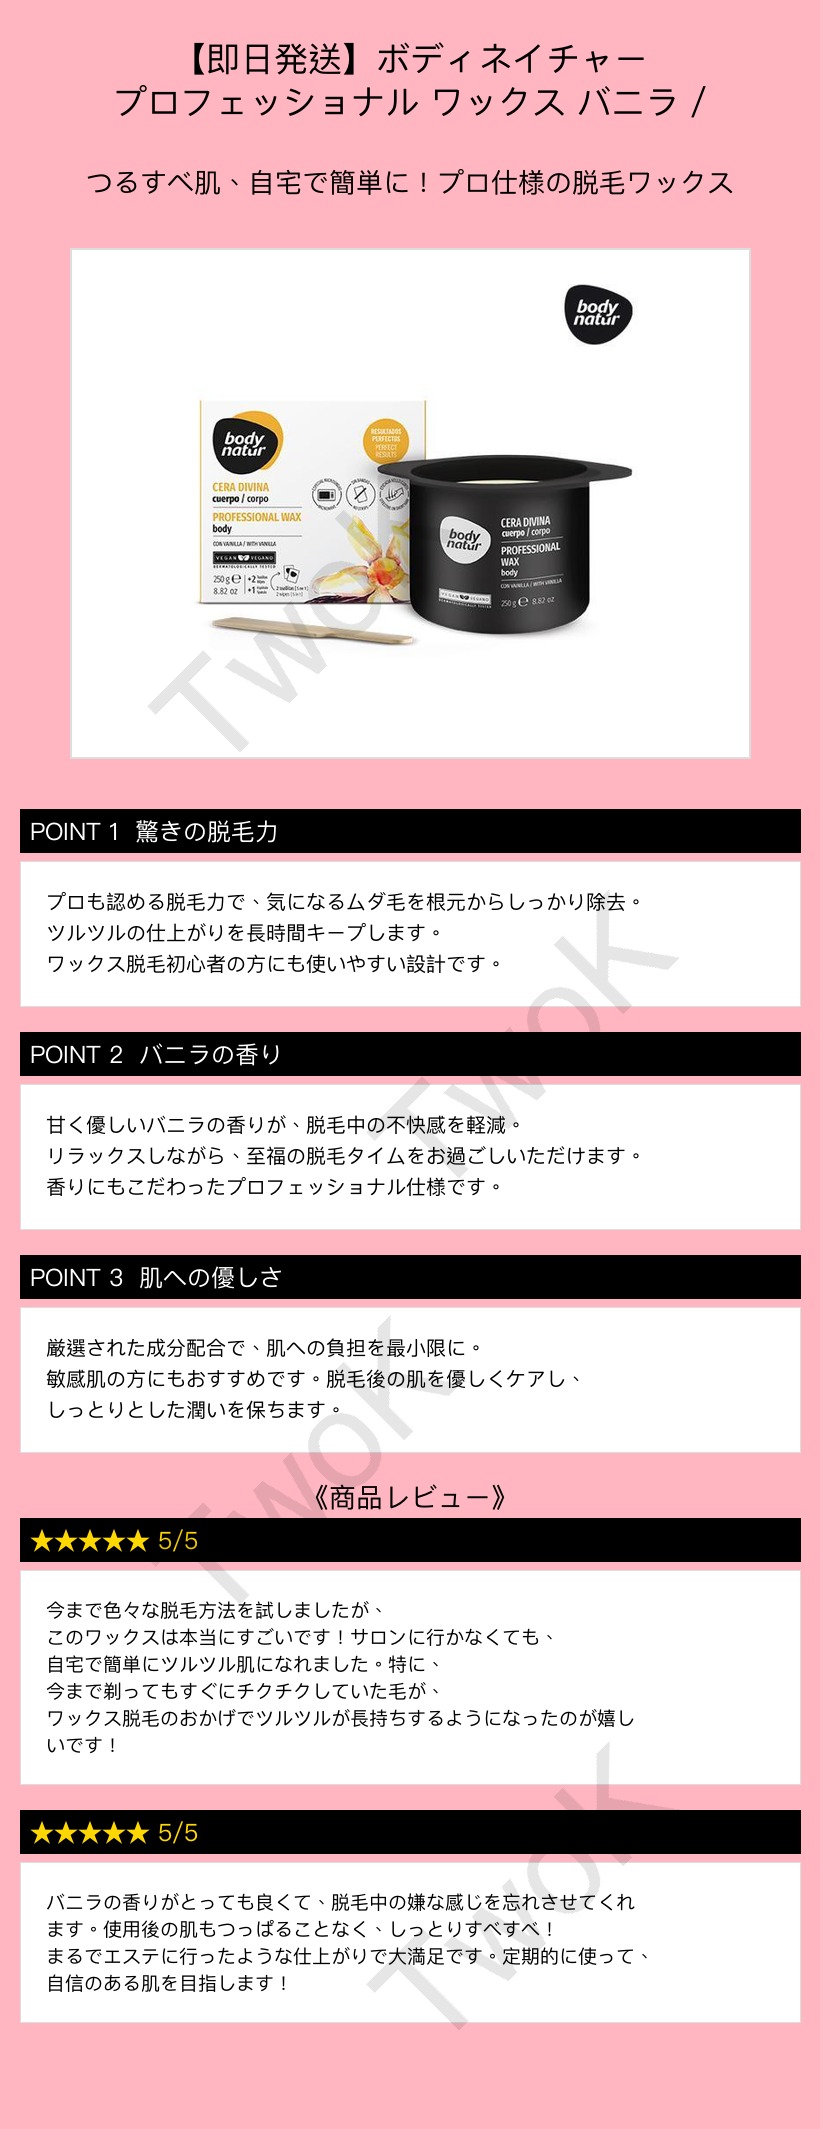 【即日発送】ボディネイチャー
プロフェッショナル ワックス バニラ /
つるすべ肌、自宅で簡単に！プロ仕様の脱毛ワックス
body
natur
body
natur
RESULTADOS
PERFECTOS
PERFECT
RESULTS
CERA DIVINA
cuerpo / corpo
PROFESSIONAL WAX
body
CON VAINILLA / WITH VANILLA
VEGAN VEGANO
DERMATOLOGICALLY TESTED
250 g ℮
8.82 oz
+2
+1
body
natur
CERA DIVINA
cuerpo / corpo
PROFESSIONAL
WAX
body
CON VAINILLA / WITH VANILLA
VEGAN VEGANO
DERMATOLOGICALLY TESTED
250 g ℮ 8.82 oz
TwoK
POINT 1 驚きの脱毛力
プロも認める脱毛力で、気になるムダ毛を根元からしっかり除去。
ツルツルの仕上がりを長時間キープします。
ワックス脱毛初心者の方にも使いやすい設計です。
TwoK
POINT 2 バニラの香り
甘く優しいバニラの香りが、脱毛中の不快感を軽減。
リラックスしながら、至福の脱毛タイムをお過ごしいただけます。
香りにもこだわったプロフェッショナル仕様です。
POINT 3 肌への優しさ
厳選された成分配合で、肌への負担を最小限に。
敏感肌の方にもおすすめです。脱毛後の肌を優しくケアし、
しっとりとした潤いを保ちます。
TwoK
《商品レビュー》
★★★★★ 5/5
今まで色々な脱毛方法を試しましたが、
このワックスは本当にすごいです！サロンに行かなくても、
自宅で簡単にツルツル肌になれました。特に、
今まで剃ってもすぐにチクチクしていた毛が、
ワックス脱毛のおかげでツルツルが長持ちするようになったのが嬉し
いです！
★★★★★ 5/5
バニラの香りがとっても良くて、脱毛中の嫌な感じを忘れさせてくれ
ます。使用後の肌もつっぱることなく、しっとりすべすべ！
まるでエステに行ったような仕上がりで大満足です。定期的に使って、
自信のある肌を目指します！
TwoK